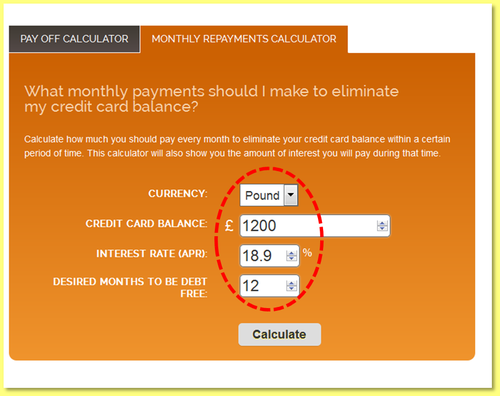 PAY OFF CALCULATOR
MONTHLY REPAYMENTS CALCULATOR
What monthly payments should I make to eliminate
my credit card balance?
Calculate how much you should pay every month to eliminate your credit card balance within a certain
period of time. This calculator will also show you the amount of interest you will pay during that time.
CURRENCY: Pound
CREDIT CARD BALANCE: £ 1200
INTEREST RATE (APR): 18.9 %
DESIRED MONTHS TO BE DEBT
FREE: 12
Calculate